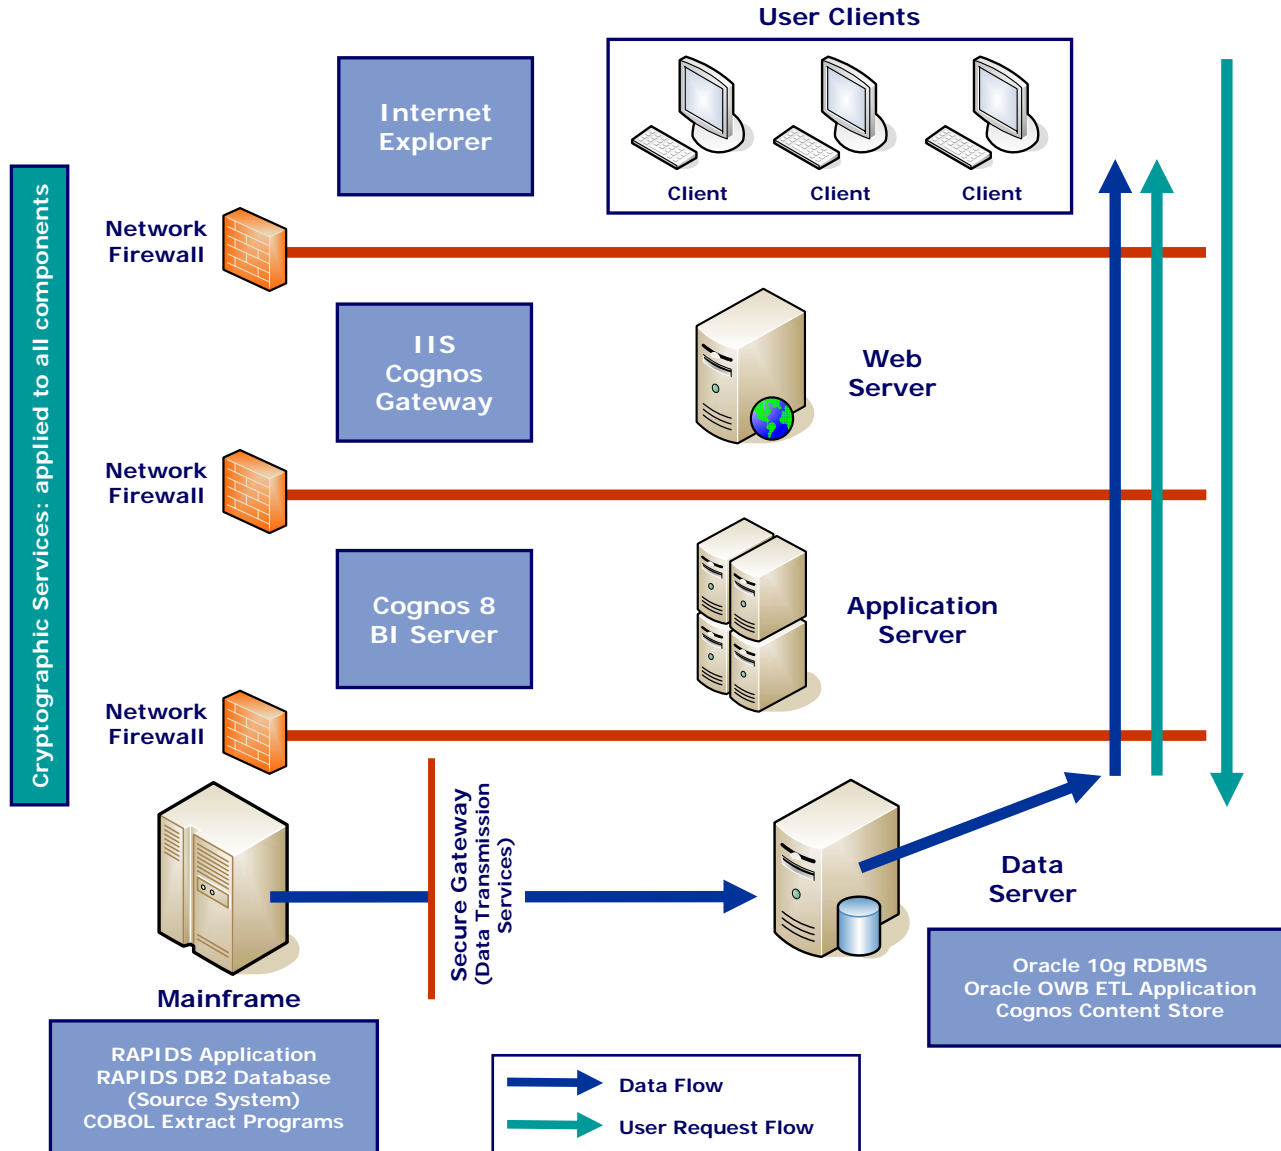 User Clients
Internet
Explorer
Client
Client
Client
Cryptographic Services: applied to all components
Network
Firewall
IIS
Cognos
Gateway
Web
Server
Network
Firewall
Cognos 8
BI Server
Application
Server
Network
Firewall
Secure Gateway
(Data Transmission
Services)
Data
Server
Mainframe
Oracle 10g RDBMS
Oracle OWB ETL Application
Cognos Content Store
RAPIDS Application
RAPIDS DB2 Database
(Source System)
COBOL Extract Programs
Data Flow
User Request Flow